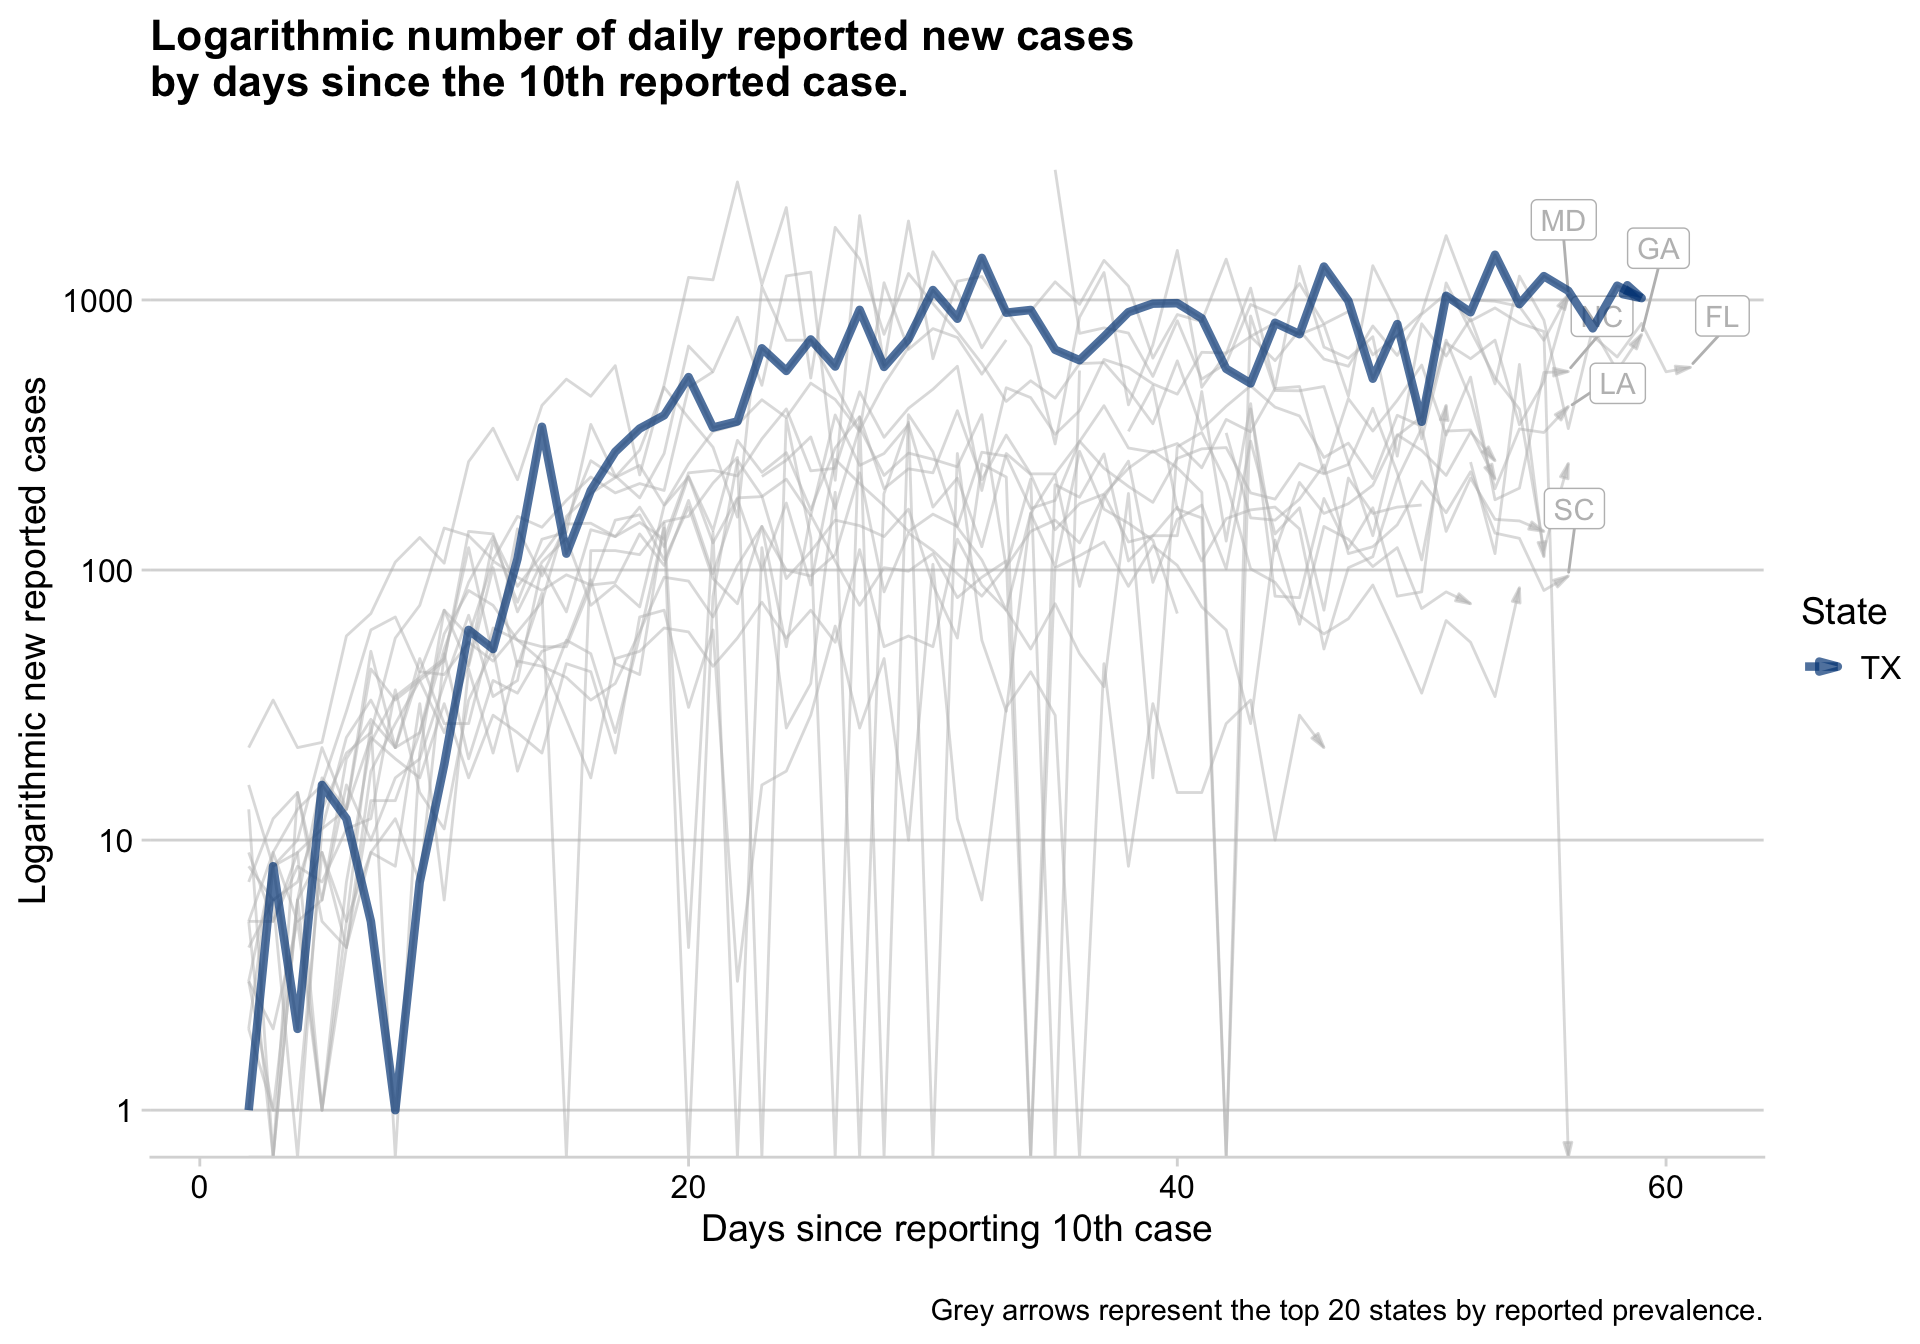 Logarithmic number of daily reported new cases
by days since the 10th reported case.
Logarithmic new reported cases
1000
100
10
1
MD
GA
FL
LA
SC
State
TX
0
20
40
60
Days since reporting 10th case
Grey arrows represent the top 20 states by reported prevalence.